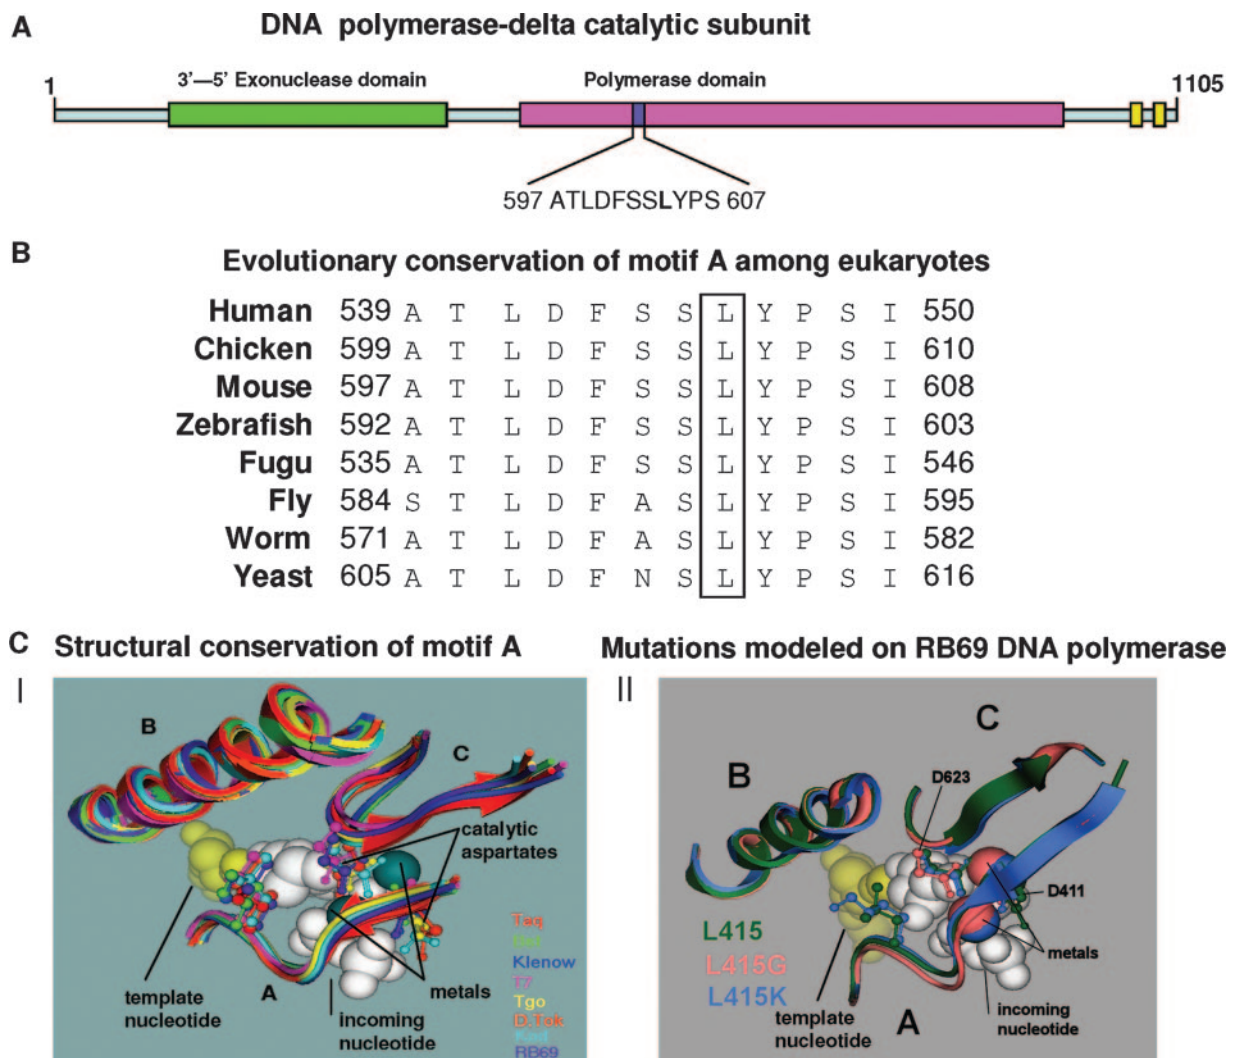 A
DNA polymerase-delta catalytic subunit
1
3'—5' Exonuclease domain
Polymerase domain
1105
597 ATLDFSSLYPS 607
B
Evolutionary conservation of motif A among eukaryotes
Human 539 A T L D F S S L Y P S I 550
Chicken 599 A T L D F S S L Y P S I 610
Mouse 597 A T L D F S S L Y P S I 608
Zebrafish 592 A T L D F S S L Y P S I 603
Fugu 535 A T L D F S S L Y P S I 546
Fly 584 S T L D F A S L Y P S I 595
Worm 571 A T L D F A S L Y P S I 582
Yeast 605 A T L D F N S L Y P S I 616
C Structural conservation of motif A
Mutations modeled on RB69 DNA polymerase
I
B
C
catalytic
aspartates
Taq
Klenow
T7
Tgo
D.Tok
RB69
metals
A
template
nucleotide
incoming
nucleotide
II
C
B
D623
D411
L415
L415G
L415K
metals
template
nucleotide
A
incoming
nucleotide